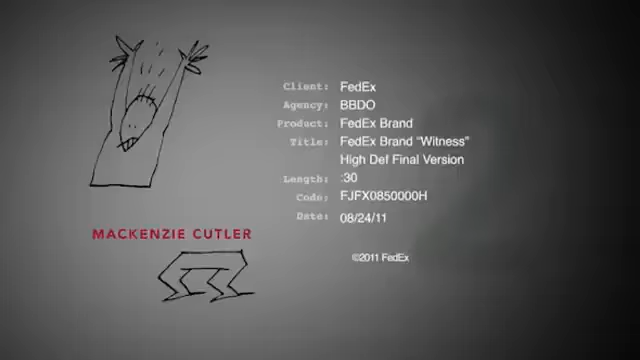 Client: FedEx
Agency: BBDO
Product: FedEx Brand
Title: FedEx Brand “Witness”
High Def Final Version
Length: :30
Code: FJFX0850000H
Date: 08/24/11
MACKENZIE CUTLER
©2011 FedEx